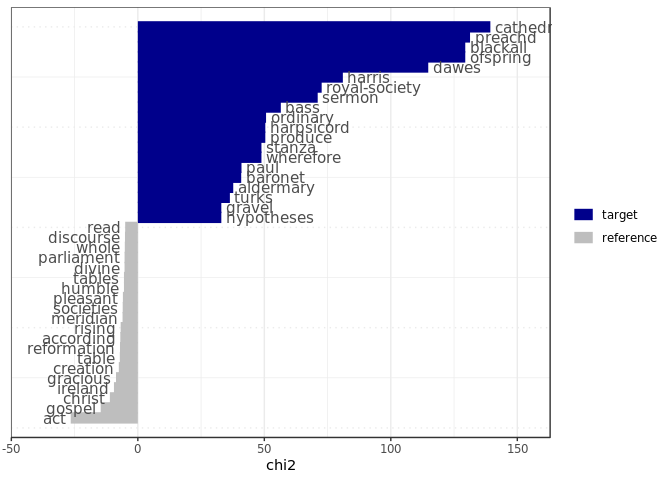 cathedr
preachd
blackall
ofspring
dawes
harris
royal-society
sermon
bass
ordinary
harpsicord
produce
stanza
wherefore
paul
baronet
aldermary
turks
gravel
hypotheses
read
discourse
whole
parliament
divine
tables
humble
pleasant
societies
meridian
rising
according
reformation
table
creation
gracious
ireland
christ
gospel
act
target
reference
-50 0 50 100 150
chi2